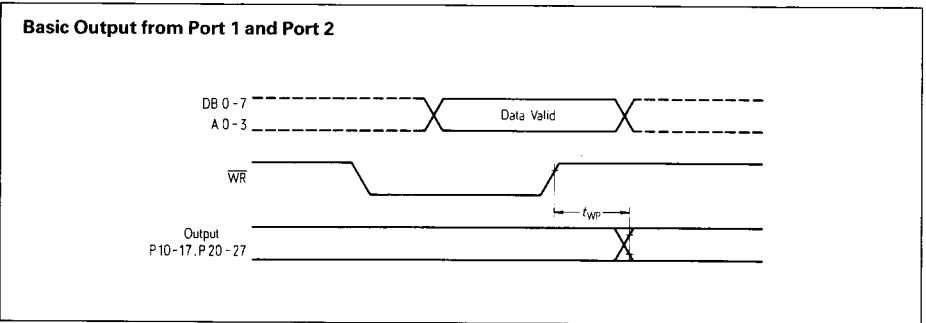 Basic Output from Port 1 and Port 2
DB 0-7
A 0-3
Data Valid
WR
tWP
Output
P10-17.P20-27